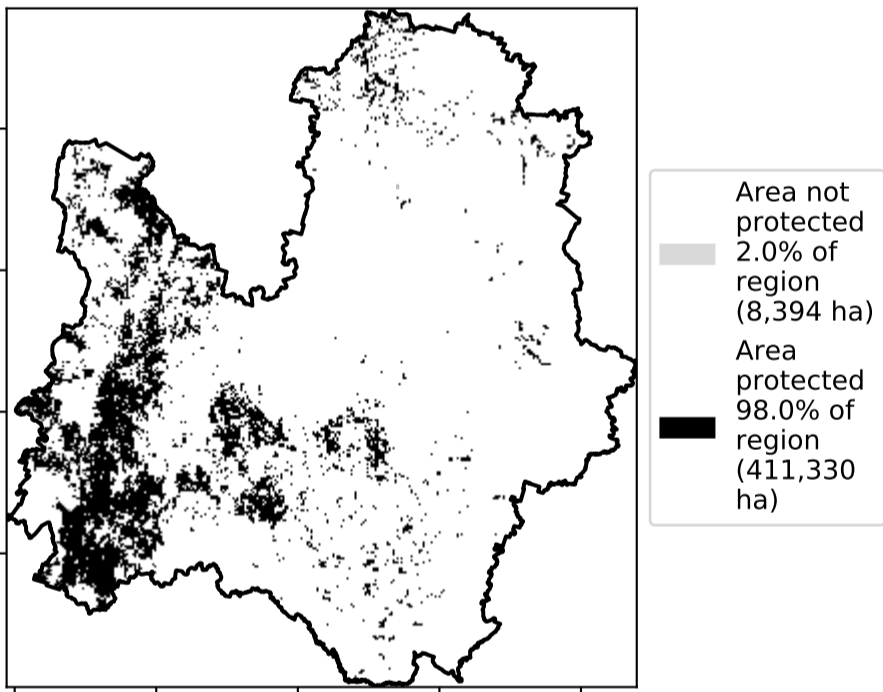 Area not
protected
2.0% of
region
(8,394 ha)
Area
protected
98.0% of
region
(411,330
ha)